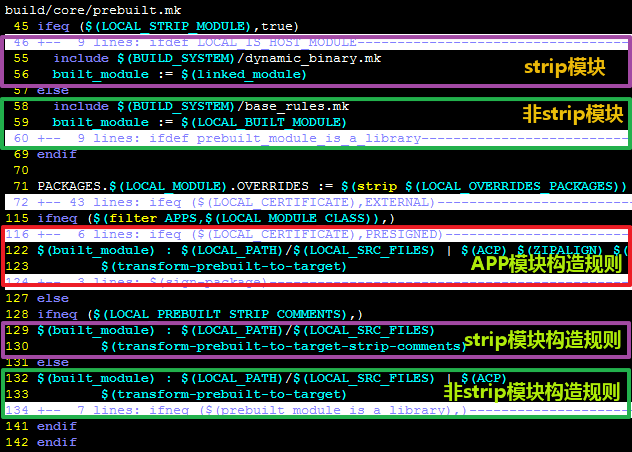 build/core/prebuilt.mk
45 ifeq ($(LOCAL_STRIP_MODULE),true)
46 +-- 9 lines: ifdef LOCAL_IS_HOST_MODULE
55 include $(BUILD_SYSTEM)/dynamic_binary.mk
strip模块
56 built_module := $(linked_module)
57 else
58 include $(BUILD_SYSTEM)/base_rules.mk
非strip模块
59 built_module := $(LOCAL_BUILT_MODULE)
60 +-- 9 lines: ifdef prebuilt_module_is_a_library
69 endif
70
71 PACKAGES.$(LOCAL_MODULE).OVERRIDES := $(strip $(LOCAL_OVERRIDES_PACKAGES))
72 +-- 43 lines: ifeq ($(LOCAL_CERTIFICATE),EXTERNAL)
115 ifneq ($(filter APPS,$(LOCAL_MODULE_CLASS)),)
116 +-- 6 lines: ifeq ($(LOCAL_CERTIFICATE),PRESIGNED)
122 $(built_module) : $(LOCAL_PATH)/$(LOCAL_SRC_FILES) | $(ACP) $(ZIPALIGN) $(
123 $(transform-prebuilt-to-target)
APP模块构造规则
124 +-- 3 lines: $(sign-package)
127 else
128 ifneq ($(LOCAL_PREBUILT_STRIP_COMMENTS),)
129 $(built_module) : $(LOCAL_PATH)/$(LOCAL_SRC_FILES)
strip模块构造规则
130 $(transform-prebuilt-to-target-strip-comments)
131 else
132 $(built_module) : $(LOCAL_PATH)/$(LOCAL_SRC_FILES) | $(ACP)
133 $(transform-prebuilt-to-target)
非strip模块构造规则
134 +-- 7 lines: ifneq ($(prebuilt_module_is_a_library),)
141 endif
142 endif